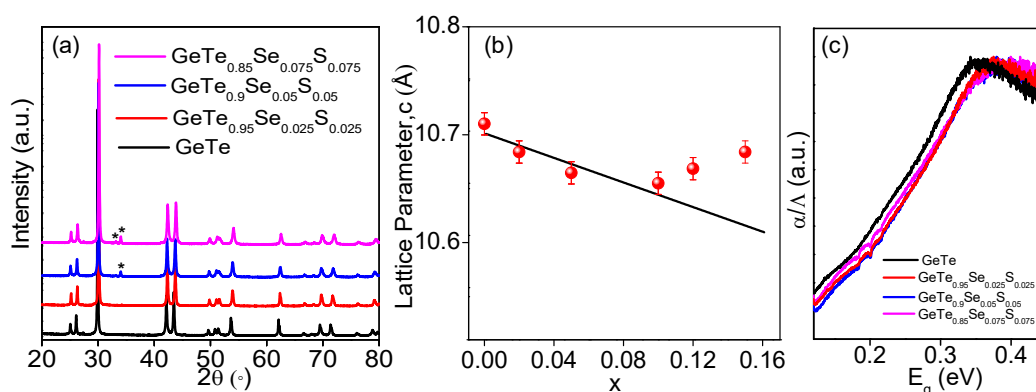 (a)
GeTe0.85Se0.075S0.075
GeTe0.9Se0.05S0.05
GeTe0.95Se0.025S0.025
GeTe
* *
*
Intensity (a.u.)
20 30 40 50 60 70 80
2θ (◦)
(b)
10.8
10.7
10.6
Lattice Parameter,c (Å)
0.00 0.04 0.08 0.12 0.16
x
(c)
α/Λ (a.u.)
GeTe
GeTe0.95Se0.025S0.025
GeTe0.9Se0.05S0.05
GeTe0.85Se0.075S0.075
0.2 0.3 0.4
Eg (eV)